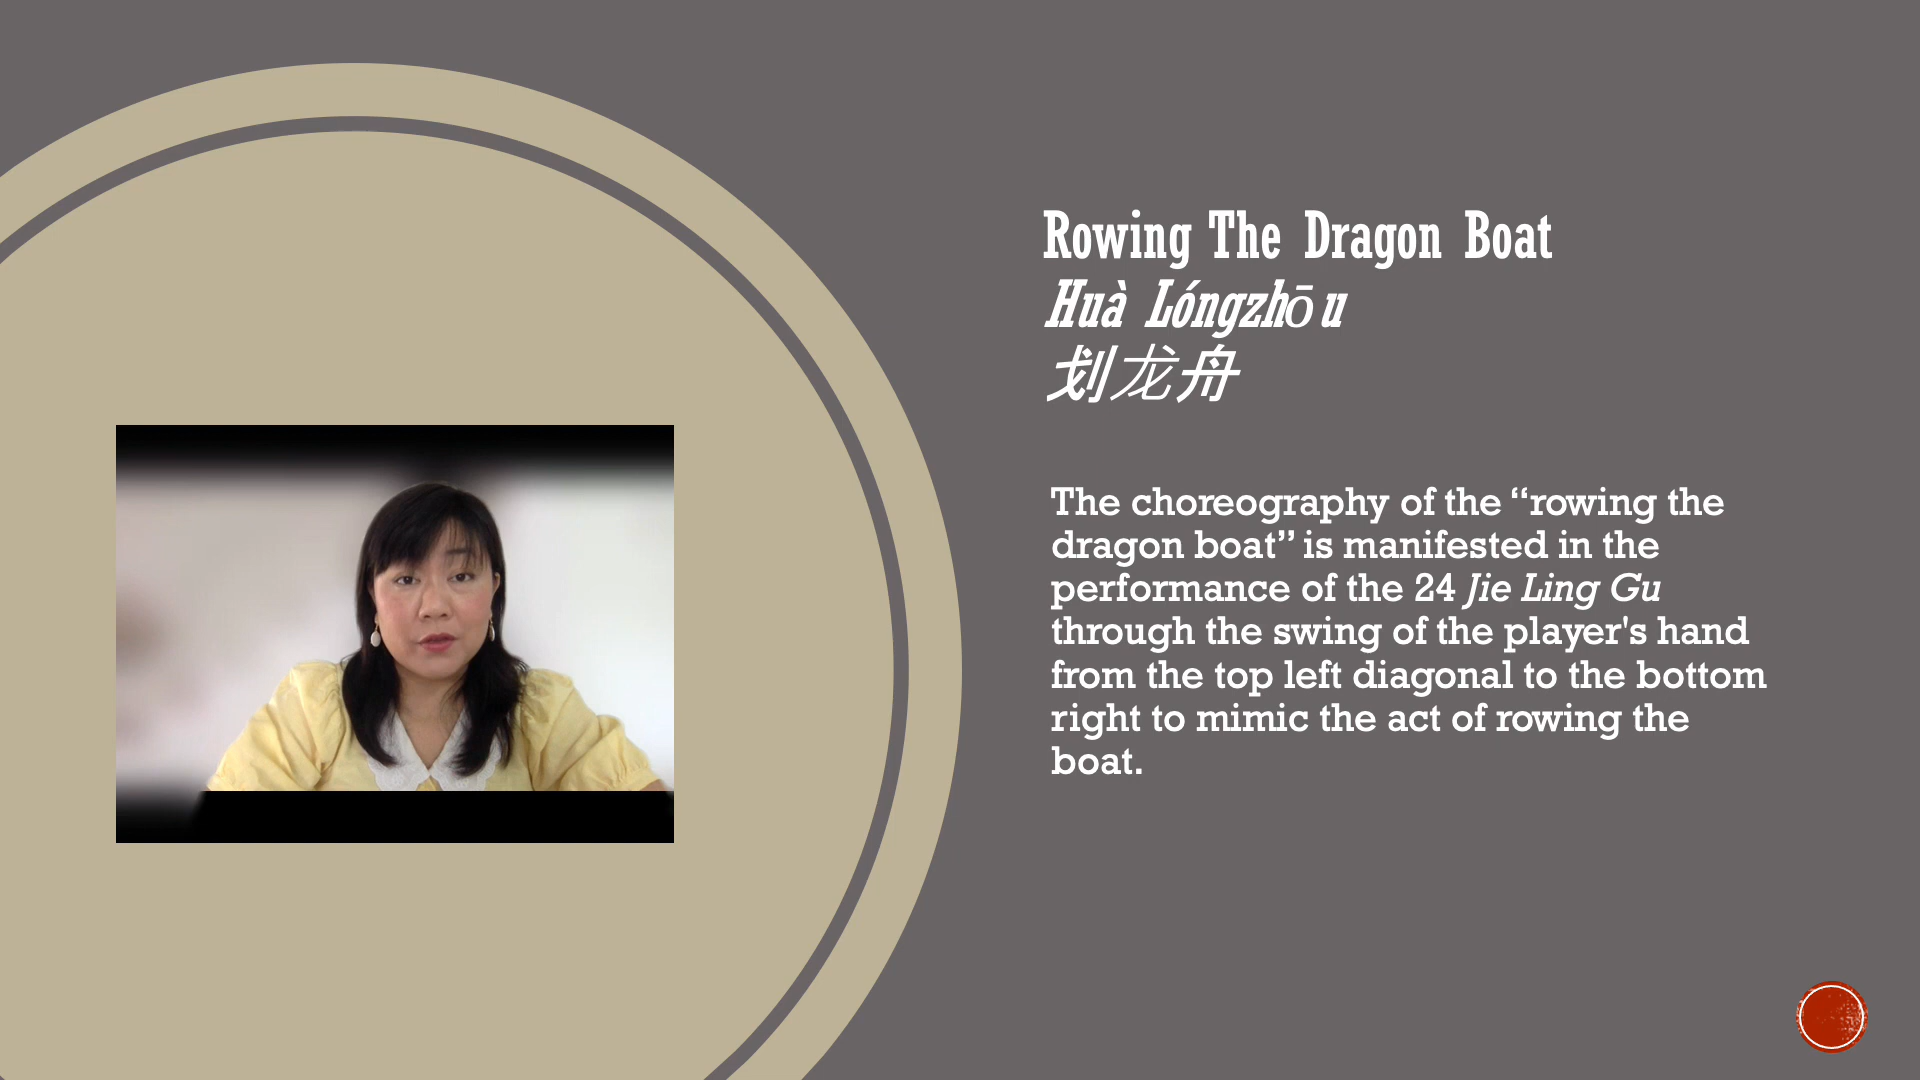 Rowing The Dragon Boat
Huà Lóngzhōu
划龙舟
The choreography of the “rowing the
dragon boat” is manifested in the
performance of the 24 Jie Ling Gu
through the swing of the player's hand
from the top left diagonal to the bottom
right to mimic the act of rowing the
boat.